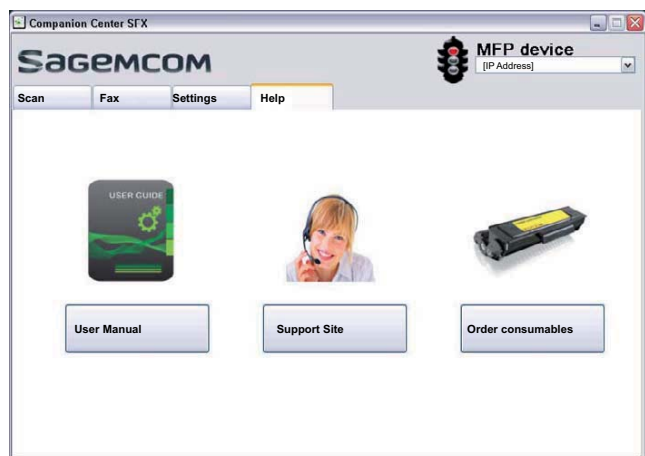 Companion Center SFX
Sagemcom
MFP device
[IP Address]
Scan Fax Settings Help
USER GUIDE
User Manual Support Site Order consumables